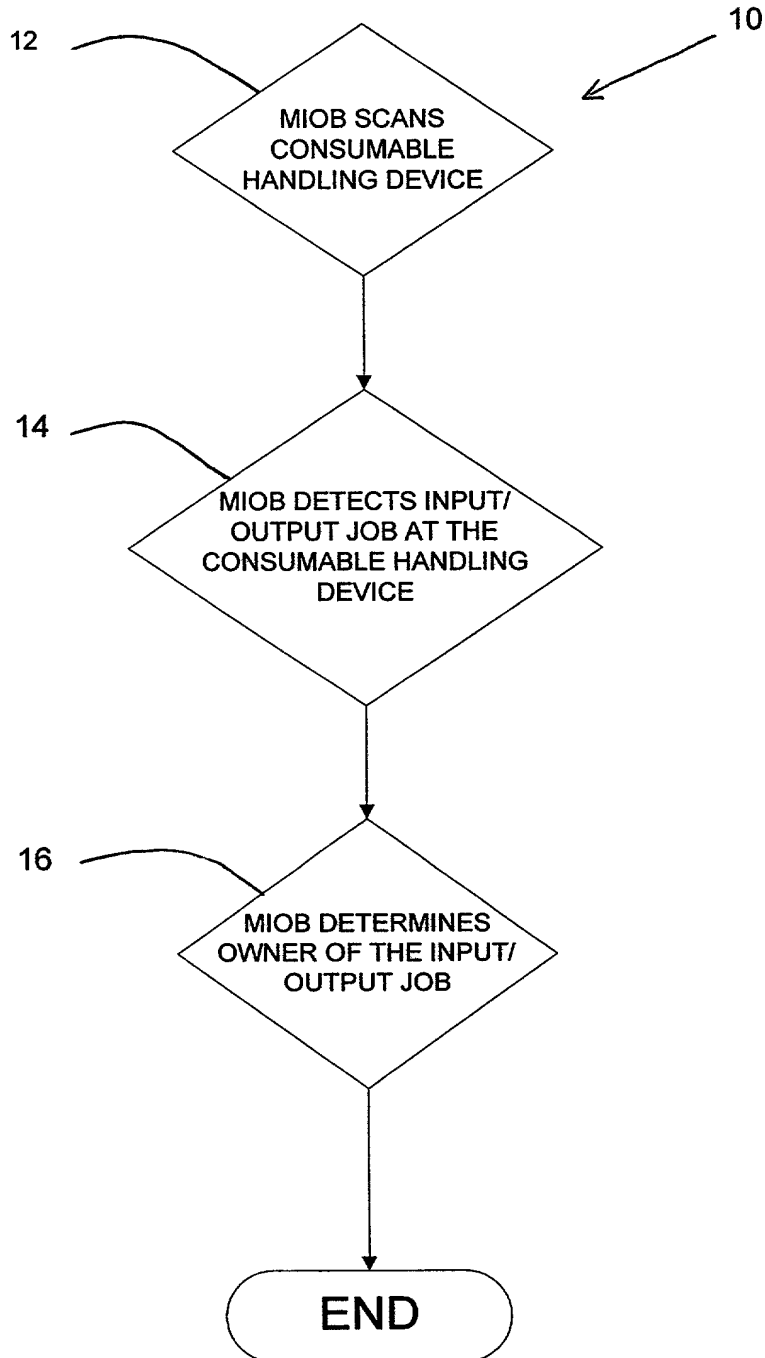 10
12
MIOB SCANS
CONSUMABLE
HANDLING DEVICE
14
MIOB DETECTS INPUT/
OUTPUT JOB AT THE
CONSUMABLE HANDLING
DEVICE
16
MIOB DETERMINES
OWNER OF THE INPUT/
OUTPUT JOB
END